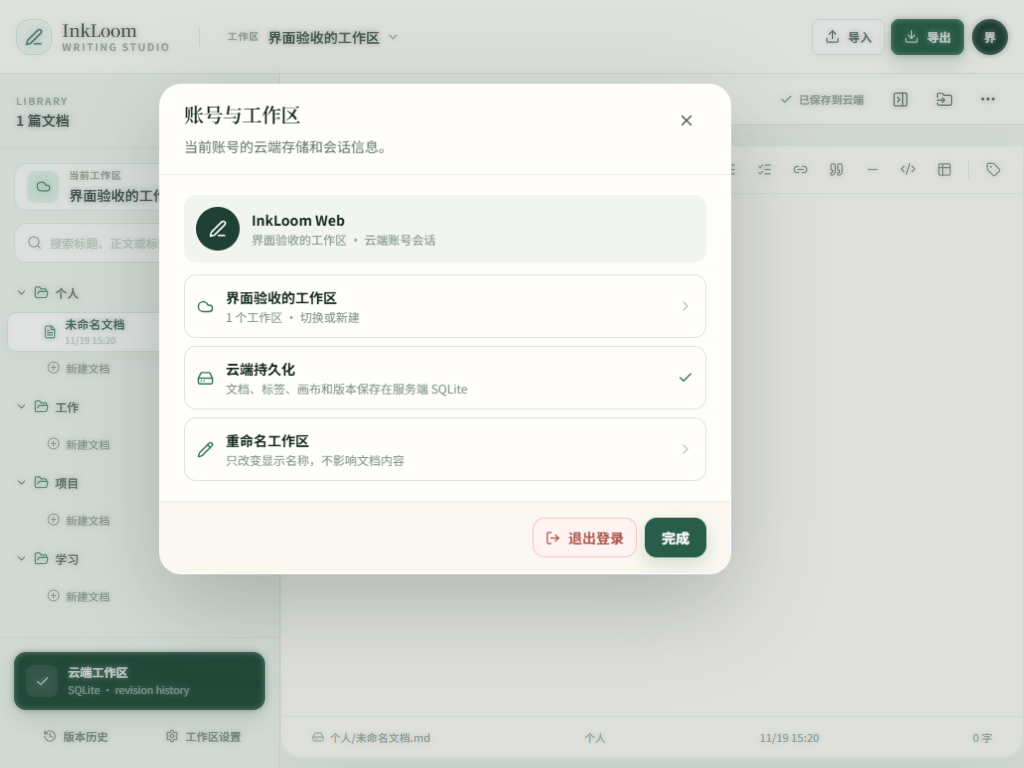 InkLoom
WRITING STUDIO
工作区 界面验收的工作区
导入
导出
界
LIBRARY
1 篇文档
已保存到云端
当前工作区
界面验收的工作
搜索标题、正文或标
个人
未命名文档
11/19 15:20
新建文档
工作
新建文档
项目
新建文档
学习
新建文档
云端工作区
SQLite · revision history
版本历史
工作区设置
账号与工作区
当前账号的云端存储和会话信息。
InkLoom Web
界面验收的工作区 · 云端账号会话
界面验收的工作区
1 个工作区 · 切换或新建
云端持久化
文档、标签、画布和版本保存在服务端 SQLite
重命名工作区
只改变显示名称，不影响文档内容
退出登录
完成
个人/未命名文档.md
个人
11/19 15:20
0 字